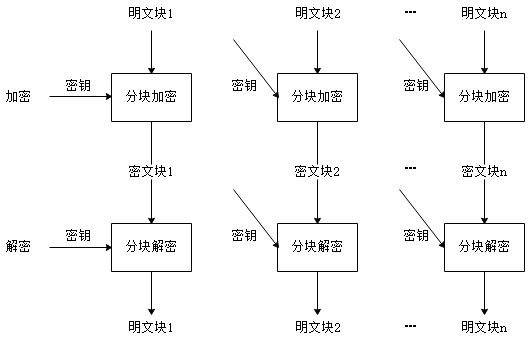 明文块1 明文块2 ... 明文块n
加密 密钥 分块加密 密钥 分块加密 密钥 分块加密
密文块1 密文块2 ... 密文块n
解密 密钥 分块解密 密钥 分块解密 密钥 分块解密
明文块1 明文块2 ... 明文块n